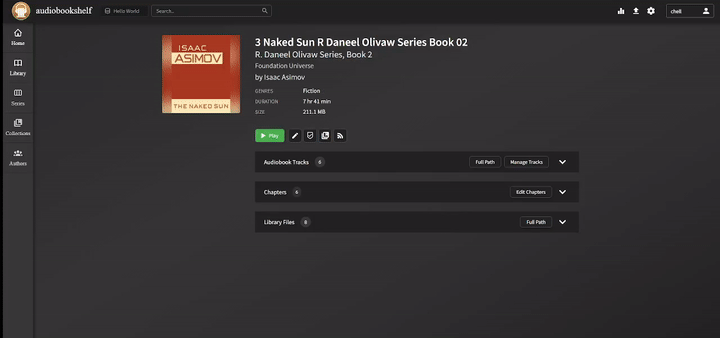 audiobookshelf
Hello World
Search...
chell
Home
Library
Series
Collections
Authors
ISAAC
ASIMOV
THE NAKED SUN
3 Naked Sun R Daneel Olivaw Series Book 02
R. Daneel Olivaw Series, Book 2
Foundation Universe
by Isaac Asimov
GENRES Fiction
DURATION 7 hr 41 min
SIZE 211.1 MB
Play
Audiobook Tracks 6 Full Path Manage Tracks
Chapters 6 Edit Chapters
Library Files 8 Full Path